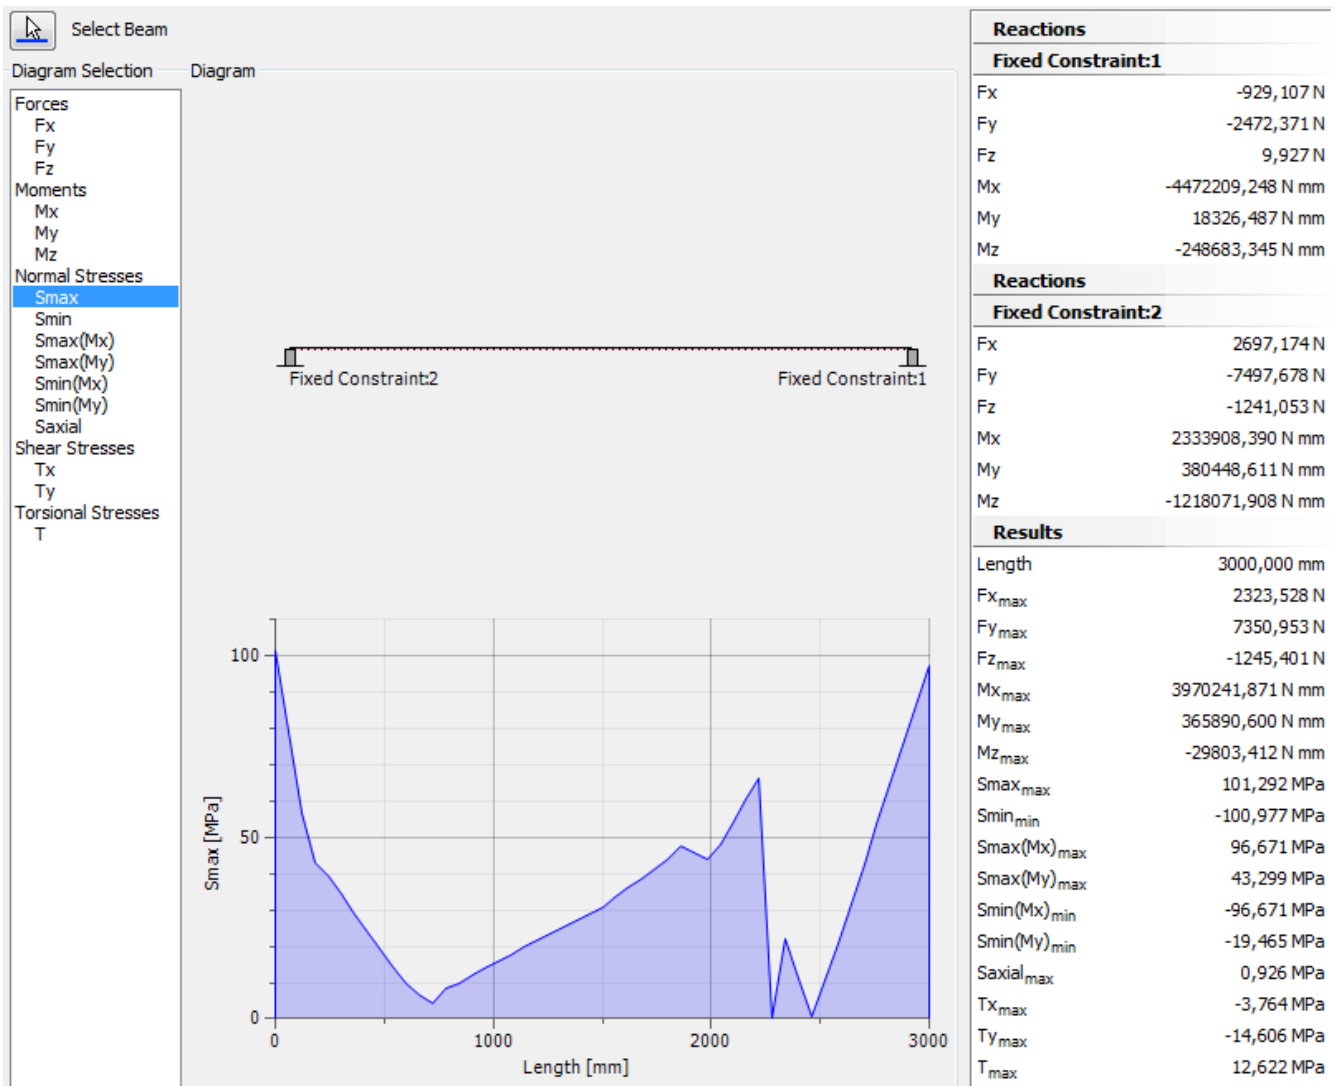 Select Beam
Diagram Selection
Diagram
Forces
Fx
Fy
Fz
Moments
Mx
My
Mz
Normal Stresses
Smax
Smin
Smax(Mx)
Smax(My)
Smin(Mx)
Smin(My)
Saxial
Shear Stresses
Tx
Ty
Torsional Stresses
T
Fixed Constraint:2
Fixed Constraint:1
100
50
0
Smax [MPa]
0 1000 2000 3000
Length [mm]
Reactions
Fixed Constraint:1
Fx -929,107 N
Fy -2472,371 N
Fz 9,927 N
Mx -4472209,248 N mm
My 18326,487 N mm
Mz -248683,345 N mm
Reactions
Fixed Constraint:2
Fx 2697,174 N
Fy -7497,678 N
Fz -1241,053 N
Mx 2333908,390 N mm
My 380448,611 N mm
Mz -1218071,908 N mm
Results
Length 3000,000 mm
Fxmax 2323,528 N
Fymax 7350,953 N
Fzmax -1245,401 N
Mxmax 3970241,871 N mm
Mymax 365890,600 N mm
Mzmax -29803,412 N mm
Smaxmax 101,292 MPa
Sminmin -100,977 MPa
Smax(Mx)max 96,671 MPa
Smax(My)max 43,299 MPa
Smin(Mx)min -96,671 MPa
Smin(My)min -19,465 MPa
Saxialmax 0,926 MPa
Txmax -3,764 MPa
Tymax -14,606 MPa
Tmax 12,622 MPa